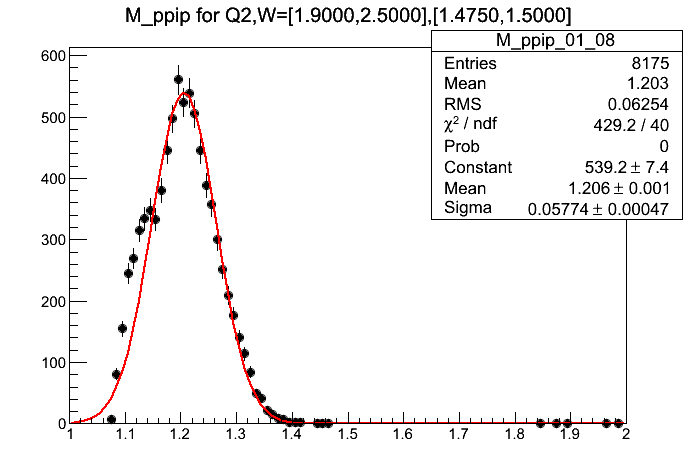 M_ppip for Q2,W=[1.9000,2.5000],[1.4750,1.5000]
M_ppip_01_08
Entries 8175
Mean 1.203
RMS 0.06254
χ² / ndf 429.2 / 40
Prob 0
Constant 539.2 ± 7.4
Mean 1.206 ± 0.001
Sigma 0.05774 ± 0.00047
600
500
400
300
200
100
0
1 1.1 1.2 1.3 1.4 1.5 1.6 1.7 1.8 1.9 2